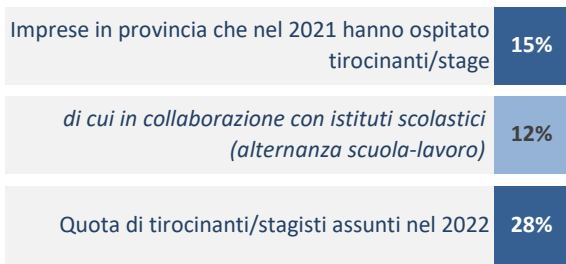 Imprese in provincia che nel 2021 hanno ospitato
tirocinanti/stage
15%
di cui in collaborazione con istituti scolastici
(alternanza scuola-lavoro)
12%
Quota di tirocinanti/stagisti assunti nel 2022
28%